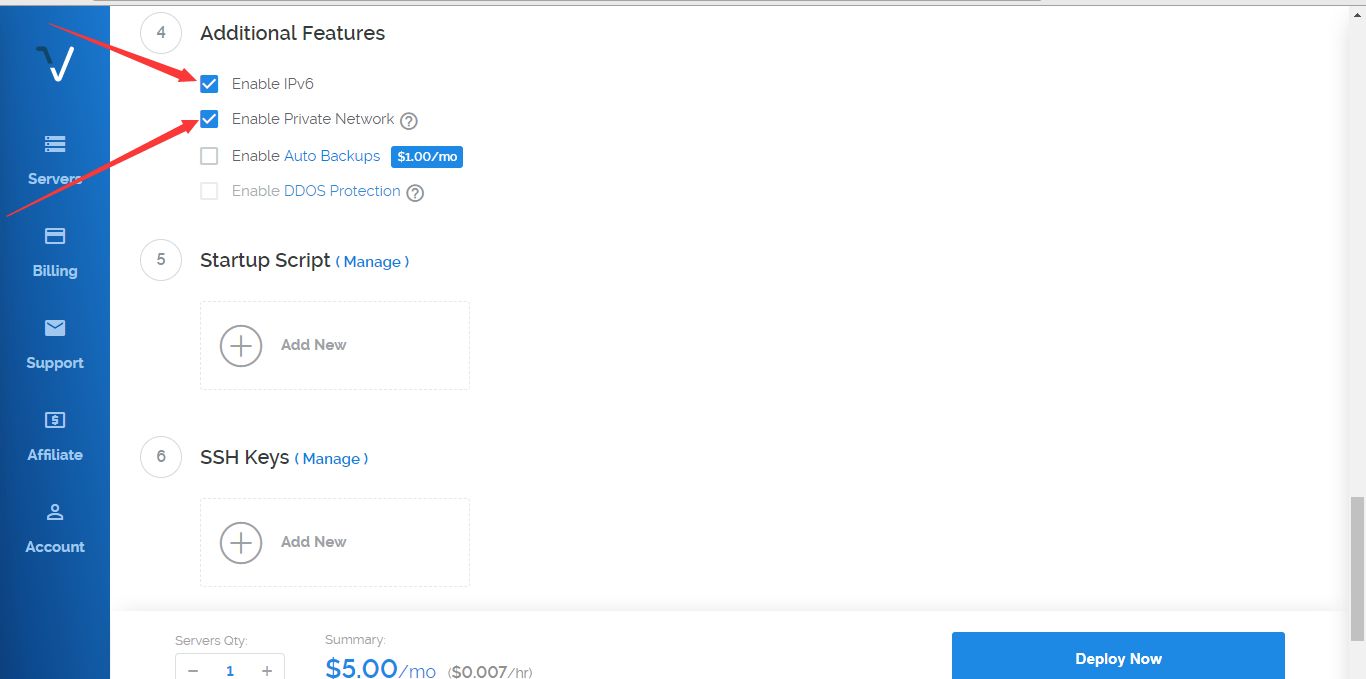 4 Additional Features
Enable IPv6
Enable Private Network ?
Enable Auto Backups $1.00/mo
Enable DDOS Protection ?
5 Startup Script ( Manage )
Add New
6 SSH Keys ( Manage )
Add New
Servers
Billing
Support
$
Affiliate
Account
Servers Qty:
− 1 +
Summary:
$5.00/mo ($0.007/hr)
Deploy Now